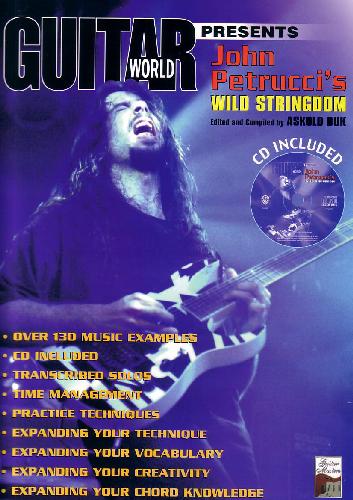 GUITAR
WORLD
PRESENTS
John
Petrucci's
WILD STRINGDOM
Edited and Compiled by ASKOLD BUK
CD INCLUDED
John
Petrucci's
• OVER 130 MUSIC EXAMPLES
• CD INCLUDED
• TRANSCRIBED SOLOS
• TIME MANAGEMENT
• PRACTICE TECHNIQUES
• EXPANDING YOUR TECHNIQUE
• EXPANDING YOUR VOCABULARY
• EXPANDING YOUR CREATIVITY
• EXPANDING YOUR CHORD KNOWLEDGE